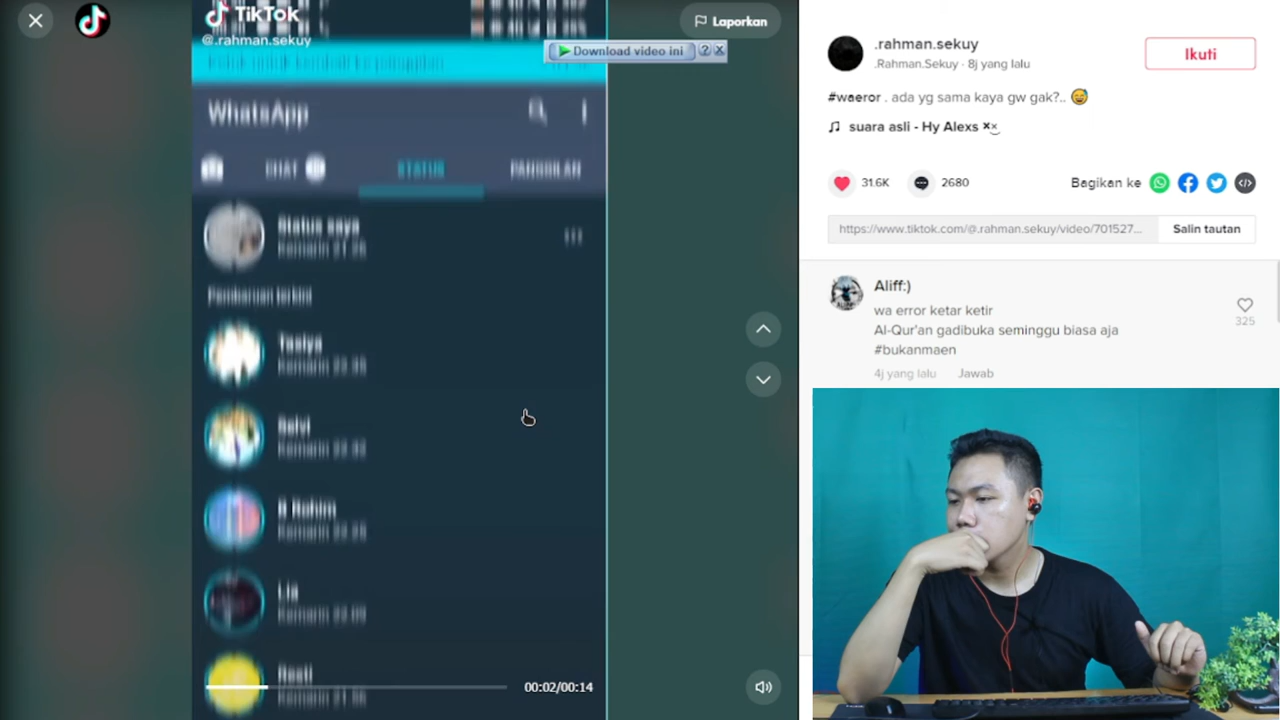 TikTok
@.rahman.sekuy
Laporkan
Download video ini
WhatsApp
CHAT
STATUS
PANGGILAN
Status saya
Pembaruan terkini
Lia
00:02/00:14
.rahman.sekuy
.Rahman.Sekuy · 8j yang lalu
Ikuti
#waeror . ada yg sama kaya gw gak?.. 😅
♫ suara asli - Hy Alexs
31.6K
2680
Bagikan ke
https://www.tiktok.com/@.rahman.sekuy/video/701527...
Salin tautan
Aliff:)
wa error ketar ketir
Al-Qur'an gadibuka seminggu biasa aja
#bukanmaen
325
4j yang lalu
Jawab